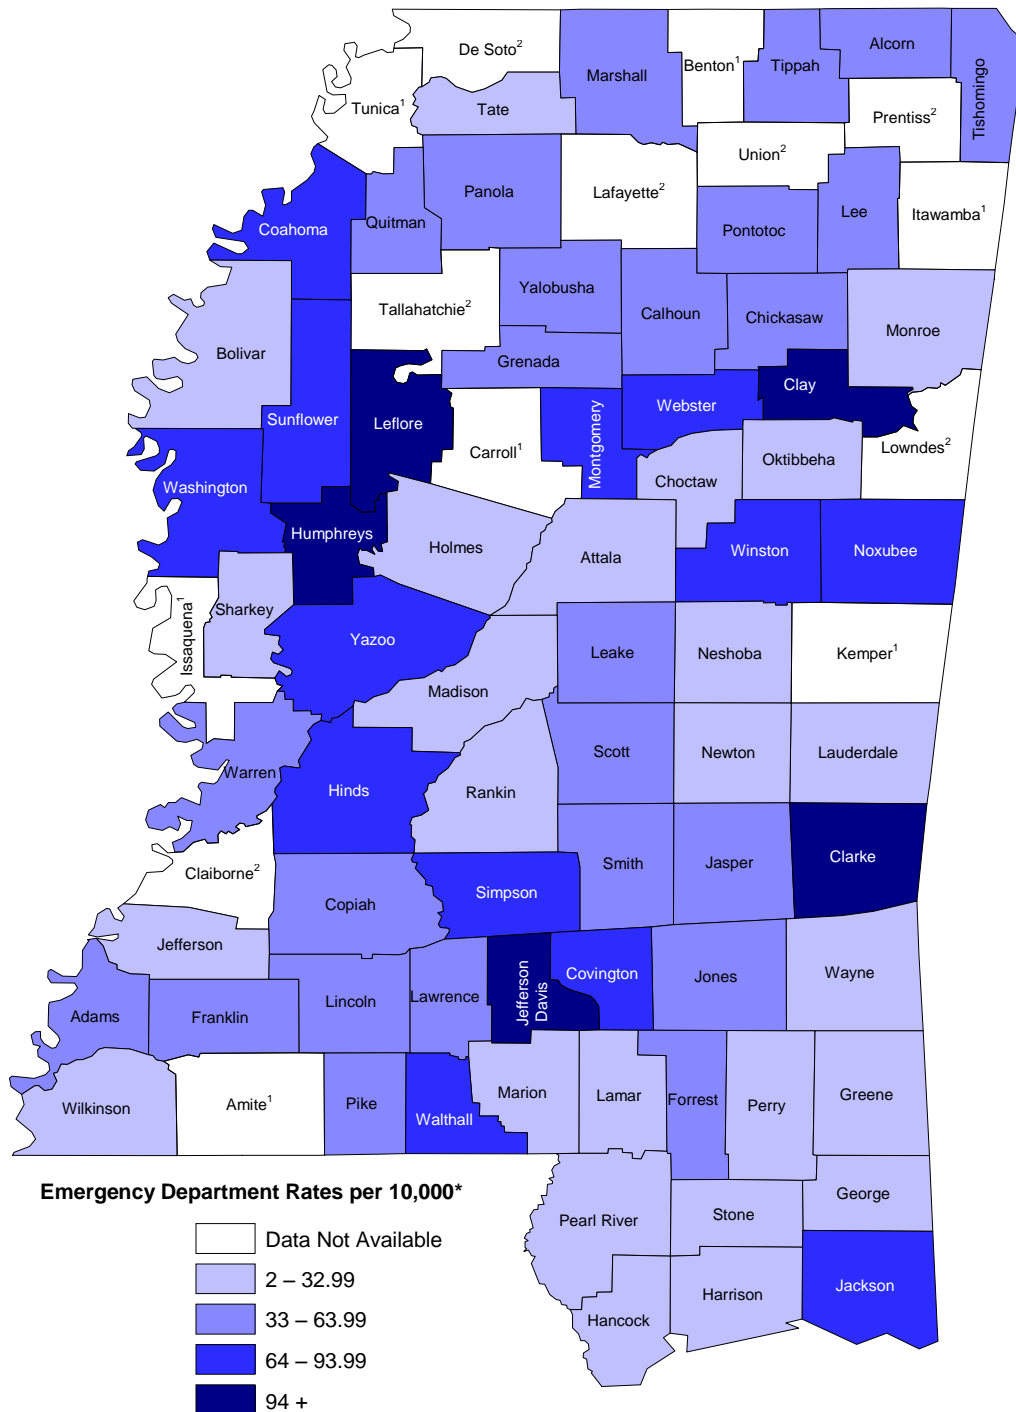 De Soto²
Marshall
Benton¹
Tippah
Alcorn
Tishomingo
Tunica¹
Tate
Prentiss²
Union²
Panola
Lafayette²
Quitman
Coahoma
Pontotoc
Lee
Itawamba¹
Tallahatchie²
Yalobusha
Calhoun
Chickasaw
Monroe
Bolivar
Grenada
Clay
Webster
Sunflower
Leflore
Carroll¹
Montgomery
Choctaw
Oktibbeha
Lowndes²
Washington
Humphreys
Holmes
Attala
Winston
Noxubee
Issaquena¹
Sharkey
Yazoo
Leake
Neshoba
Kemper¹
Madison
Scott
Newton
Lauderdale
Warren
Hinds
Rankin
Smith
Jasper
Clarke
Claiborne²
Copiah
Simpson
Jefferson
Jefferson
Davis
Covington
Jones
Wayne
Adams
Franklin
Lincoln
Lawrence
Wilkinson
Amite¹
Pike
Walthall
Marion
Lamar
Forrest
Perry
Greene
George
Pearl River
Stone
Jackson
Harrison
Hancock
Emergency Department Rates per 10,000*
Data Not Available
2 – 32.99
33 – 63.99
64 – 93.99
94 +